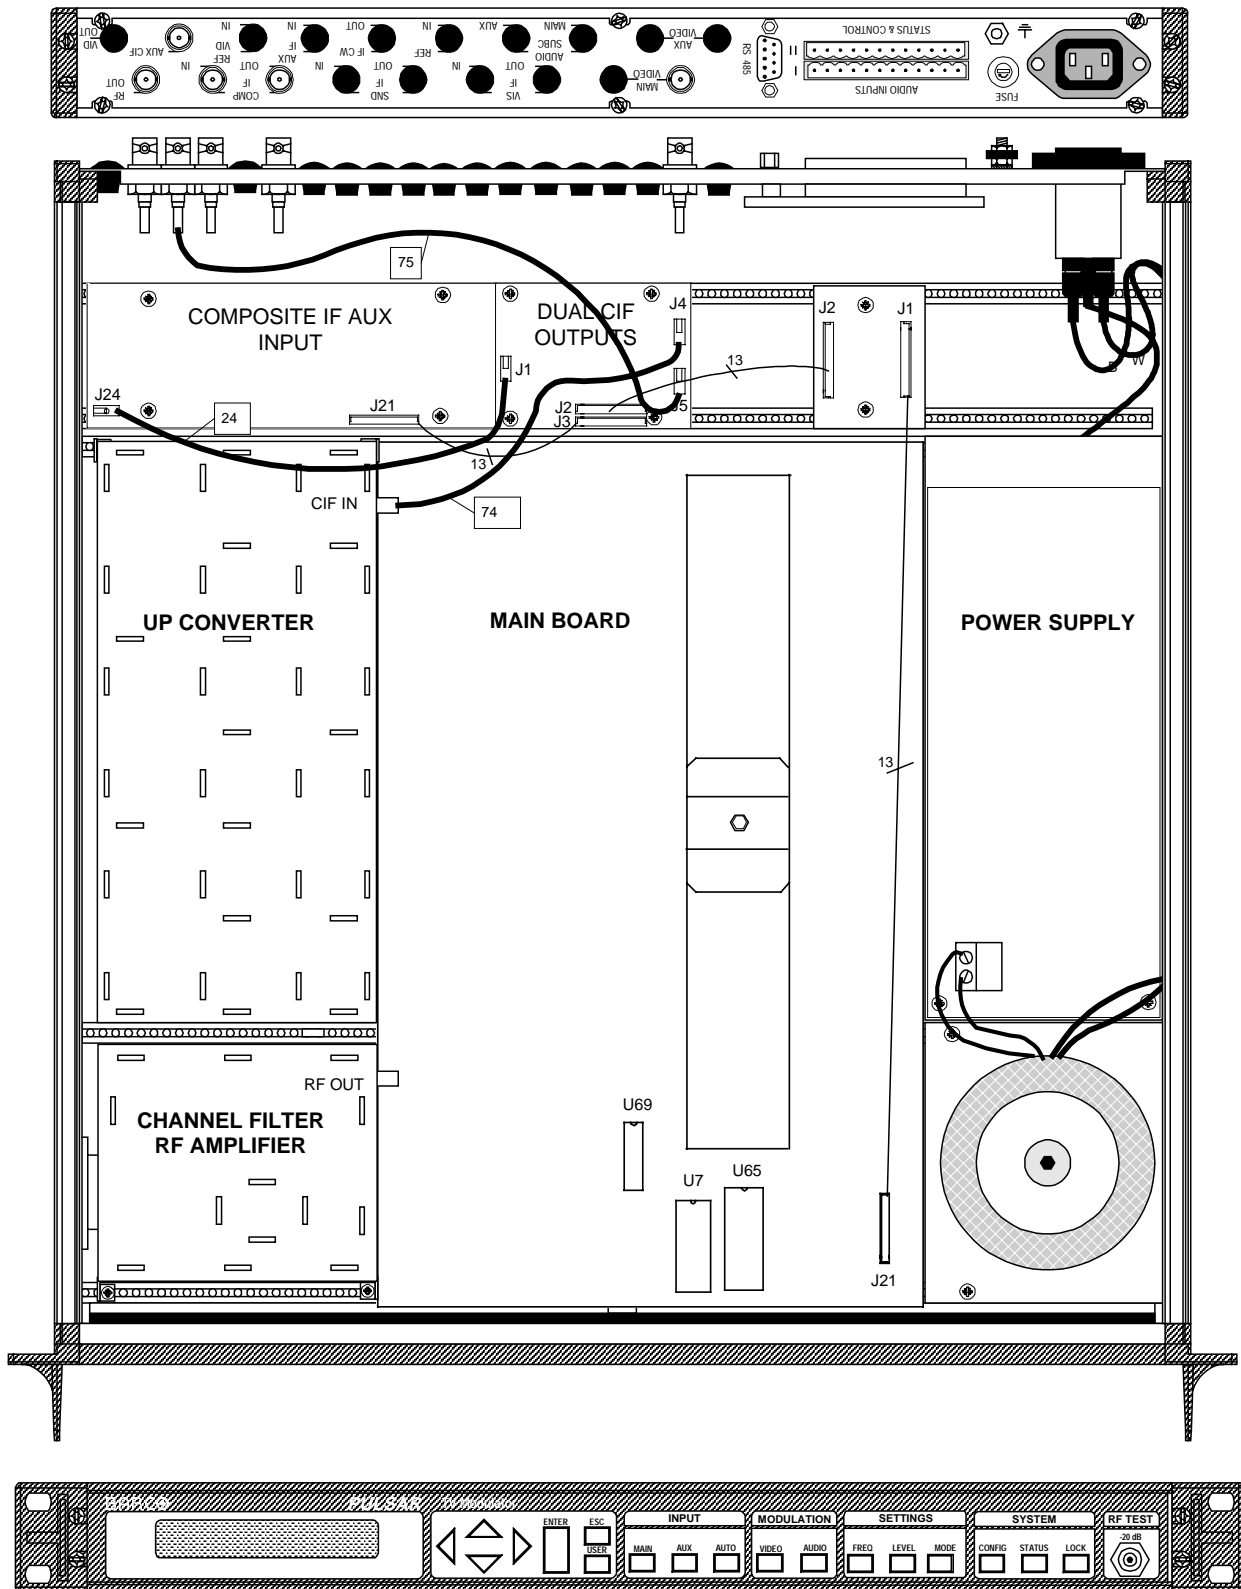 OUT
VID
AUX CIF
IN
VID
IN
IF
AUX
OUT
IF CW
IN
REF
AUX
MAIN
SUBC
AUDIO
VIDEO
AUX
RS 485
II
I
STATUS & CONTROL
AUDIO INPUTS
FUSE
RF
OUT
IN
REF
OUT
IF
COMP
IN
OUT
IF
SND
IN
OUT
IF
VIS
VIDEO
MAIN
75
COMPOSITE IF AUX
INPUT
DUAL CIF
OUTPUTS
J4
J2
J1
J1
13
B
W
J24
24
J21
J2
J3
J5
13
CIF IN
74
UP CONVERTER
MAIN BOARD
POWER SUPPLY
13
RF OUT
CHANNEL FILTER
RF AMPLIFIER
U69
U7
U65
J21
BARCO
PULSAR
TV Modulator
ENTER
ESC
USER
INPUT
MAIN
AUX
AUTO
MODULATION
VIDEO
AUDIO
SETTINGS
FREQ
LEVEL
MODE
SYSTEM
CONFIG
STATUS
LOCK
RF TEST
-20 dB